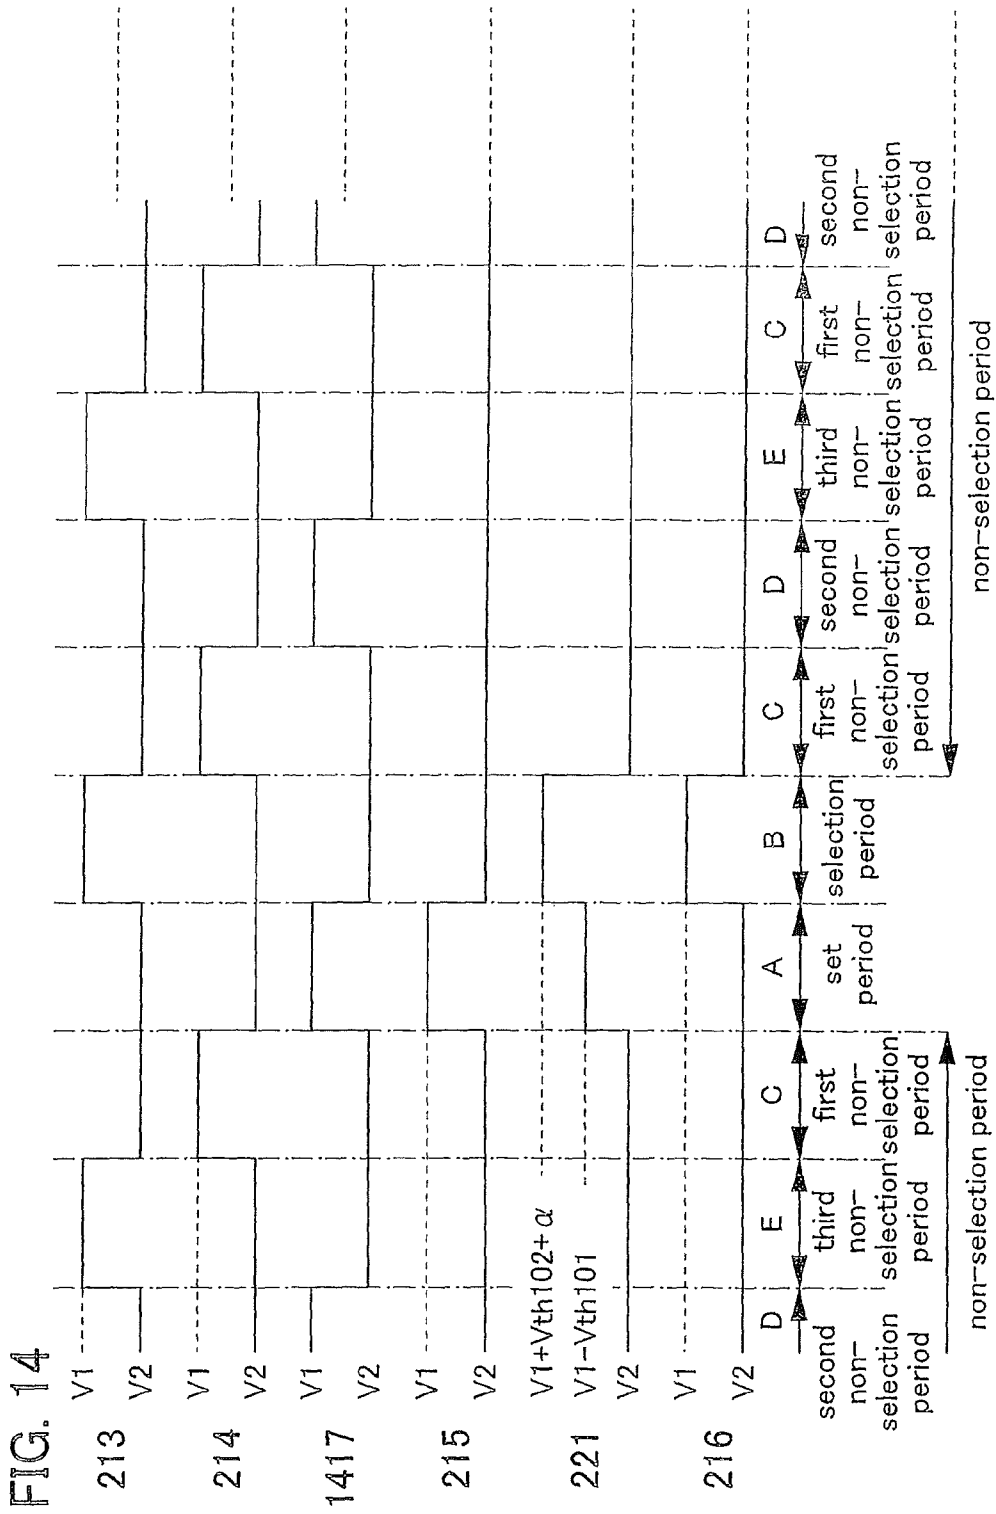 FIG. 14
213
V1
V2
214
V1
V2
1417
V1
V2
215
V1
V2
221
V1+Vth102+α
V1-Vth101
V2
216
V1
V2
D
E
C
A
B
C
D
E
C
D
second
non-
selection
period
third
non-
selection
period
first
non-
selection
period
set
period
selection
period
first
non-
selection
period
second
non-
selection
period
third
non-
selection
period
first
non-
selection
period
second
non-
selection
period
non-selection period
non-selection period